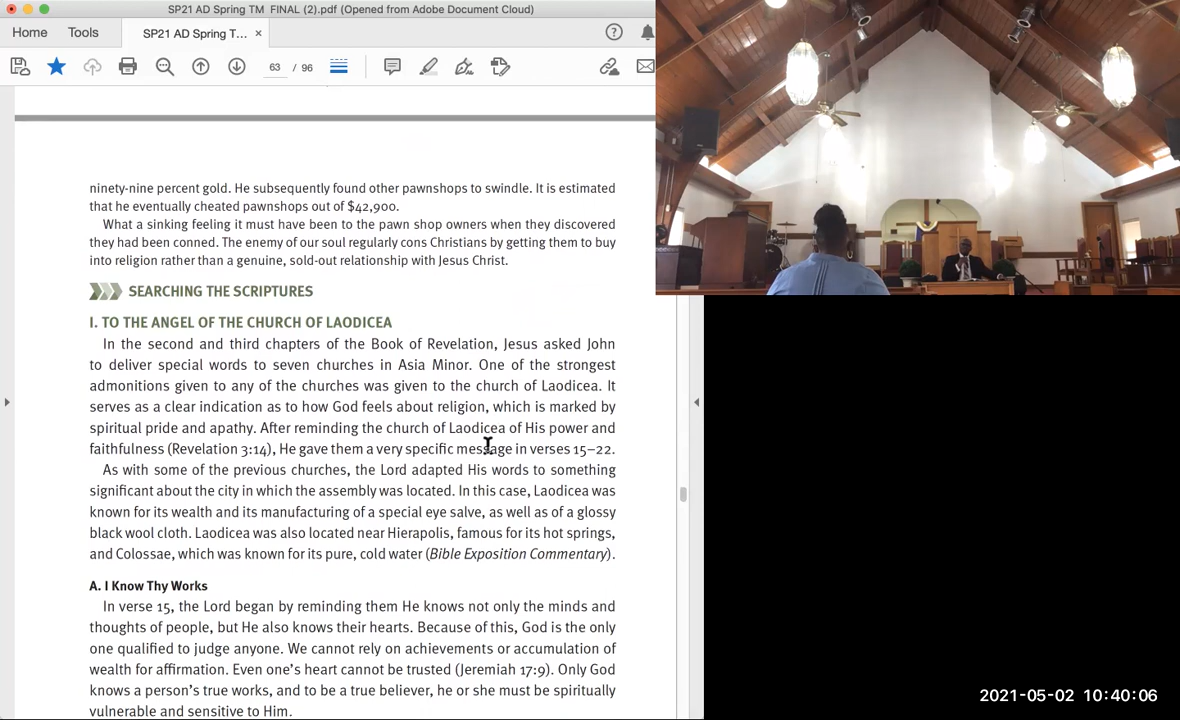 SP21 AD Spring TM FINAL (2).pdf (Opened from Adobe Document Cloud)
Home Tools SP21 AD Spring T... ×
63 / 96
ninety-nine percent gold. He subsequently found other pawnshops to swindle. It is estimated
that he eventually cheated pawnshops out of $42,900.
What a sinking feeling it must have been to the pawn shop owners when they discovered
they had been conned. The enemy of our soul regularly cons Christians by getting them to buy
into religion rather than a genuine, sold-out relationship with Jesus Christ.
SEARCHING THE SCRIPTURES
I. TO THE ANGEL OF THE CHURCH OF LAODICEA
In the second and third chapters of the Book of Revelation, Jesus asked John
to deliver special words to seven churches in Asia Minor. One of the strongest
admonitions given to any of the churches was given to the church of Laodicea. It
serves as a clear indication as to how God feels about religion, which is marked by
spiritual pride and apathy. After reminding the church of Laodicea of His power and
faithfulness (Revelation 3:14), He gave them a very specific message in verses 15–22.
As with some of the previous churches, the Lord adapted His words to something
significant about the city in which the assembly was located. In this case, Laodicea was
known for its wealth and its manufacturing of a special eye salve, as well as of a glossy
black wool cloth. Laodicea was also located near Hierapolis, famous for its hot springs,
and Colossae, which was known for its pure, cold water (Bible Exposition Commentary).
A. I Know Thy Works
In verse 15, the Lord began by reminding them He knows not only the minds and
thoughts of people, but He also knows their hearts. Because of this, God is the only
one qualified to judge anyone. We cannot rely on achievements or accumulation of
wealth for affirmation. Even one's heart cannot be trusted (Jeremiah 17:9). Only God
knows a person's true works, and to be a true believer, he or she must be spiritually
vulnerable and sensitive to Him.
2021-05-02 10:40:06